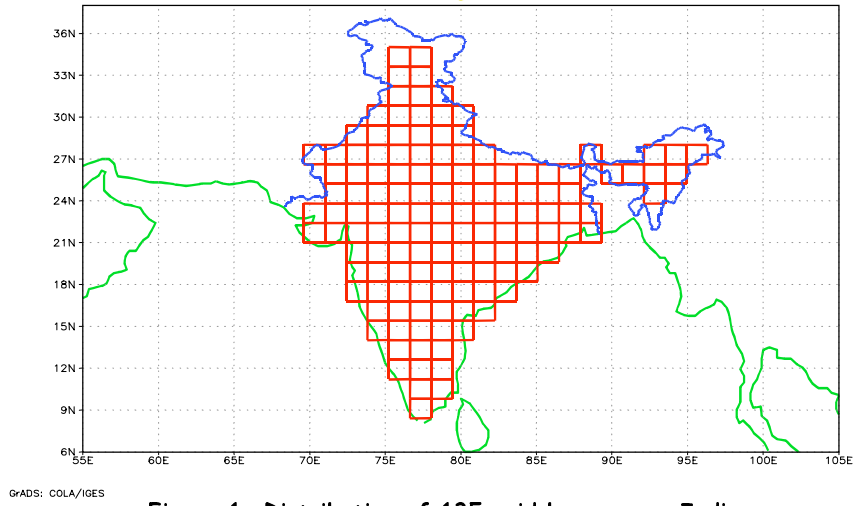 36N
33N
30N
27N
24N
21N
18N
15N
12N
9N
6N
55E 60E 65E 70E 75E 80E 85E 90E 95E 100E 105E
GrADS: COLA/IGES